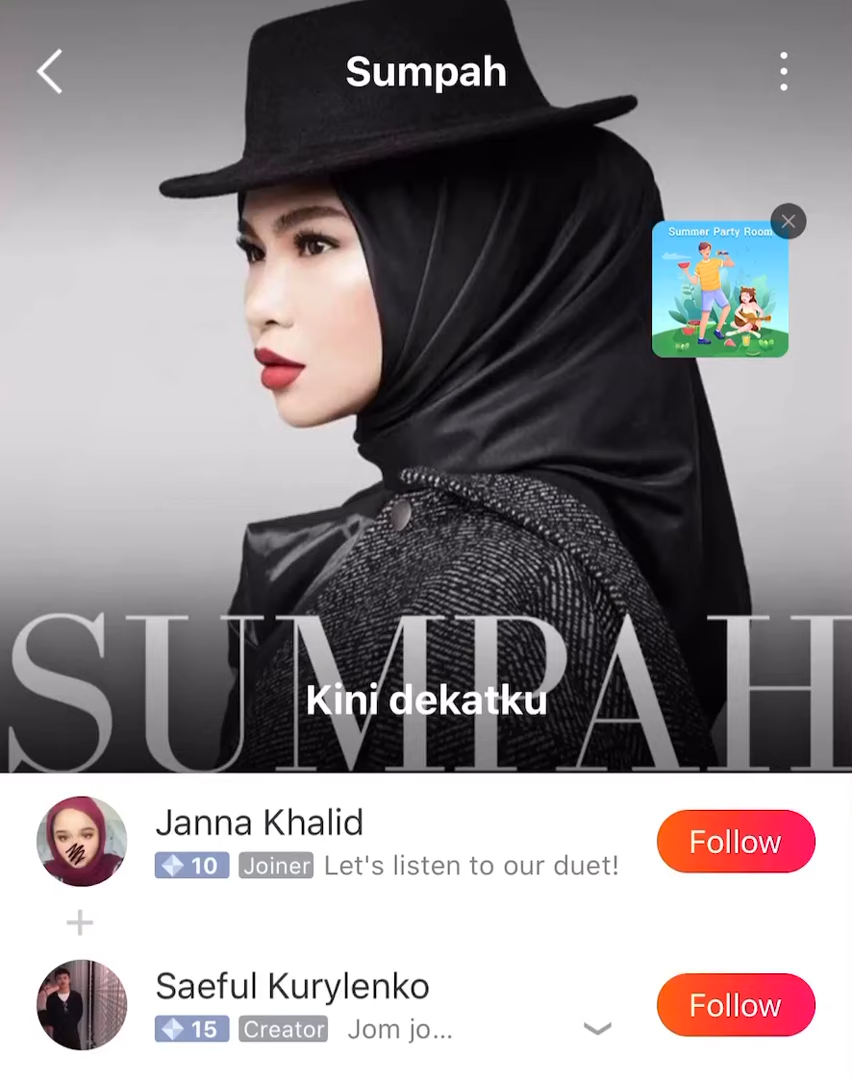 Sumpah
Summer Party Room
SUMPAH
Kini dekatku
Janna Khalid
10 Joiner Let's listen to our duet!
Follow
Saeful Kurylenko
15 Creator Jom jo...
Follow